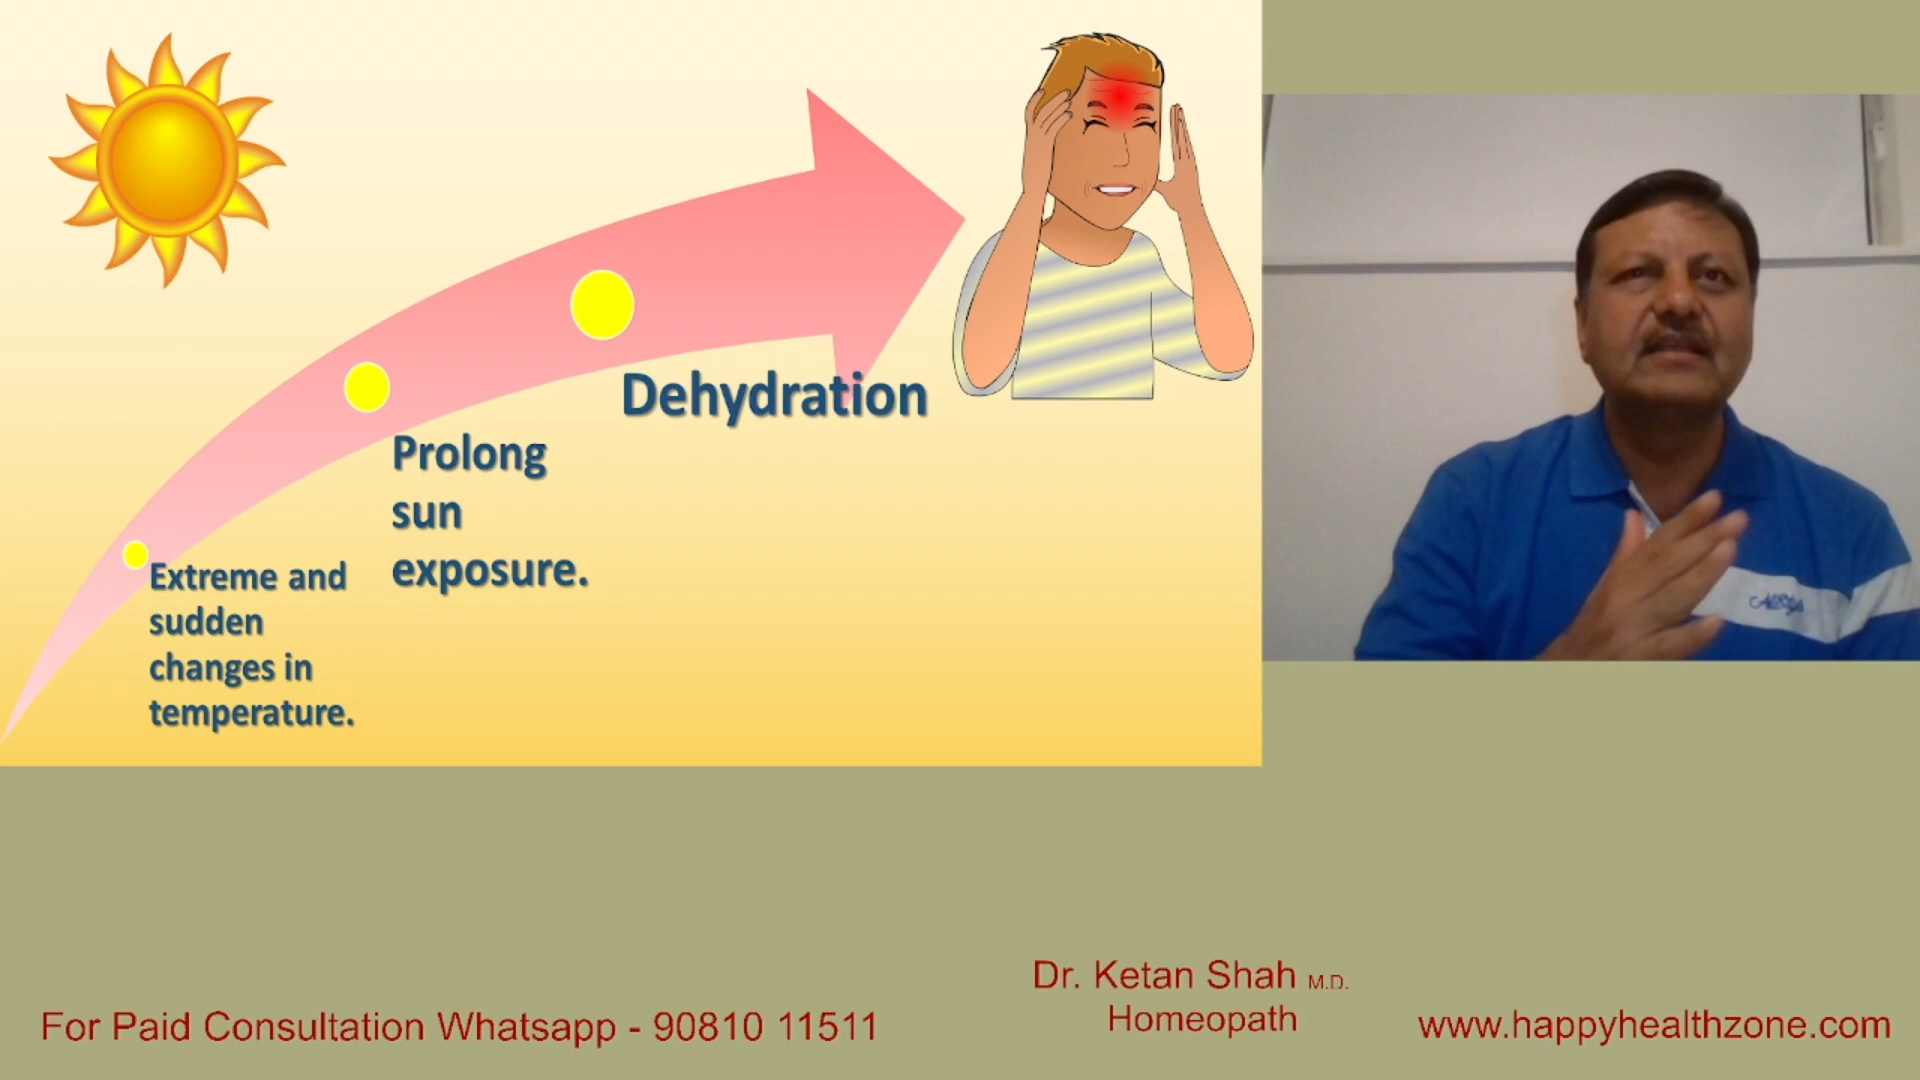 Dehydration
Prolong
sun
exposure.
Extreme and
sudden
changes in
temperature.
Dr. Ketan Shah M.D.
Homeopath
For Paid Consultation Whatsapp - 90810 11511
www.happyhealthzone.com